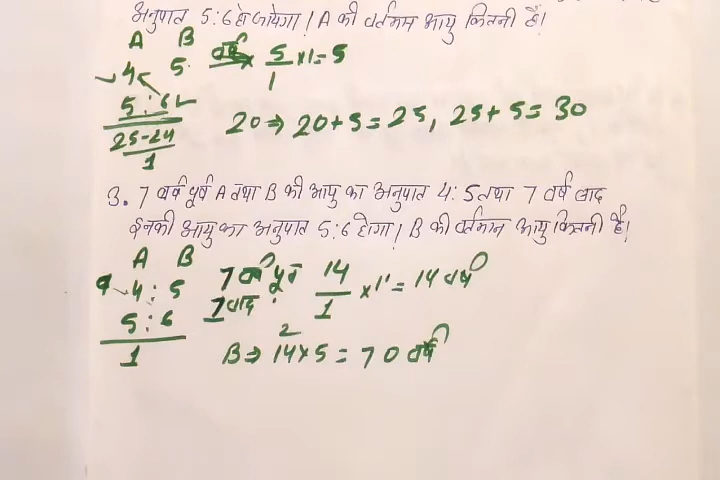 अनुपात 5:6 हो जायेगा। A की वर्तमान आयु कितनी है।
A B
4 5 वर्ष 5/1 ×1=5
5:6
25-24 20⇒20+5=25, 25+5=30
1
3. 7 वर्ष पूर्व A तथा B की आयु का अनुपात 4:5 तथा 7 वर्ष बाद
इनकी आयु का अनुपात 5:6 होगा। B की वर्तमान आयु कितनी है।
A B
4:5 7 वर्ष पूर्व 14/1 ×1=14 वर्ष
5:6 7 बाद
1 B⇒ 14×5=70 वर्ष
2